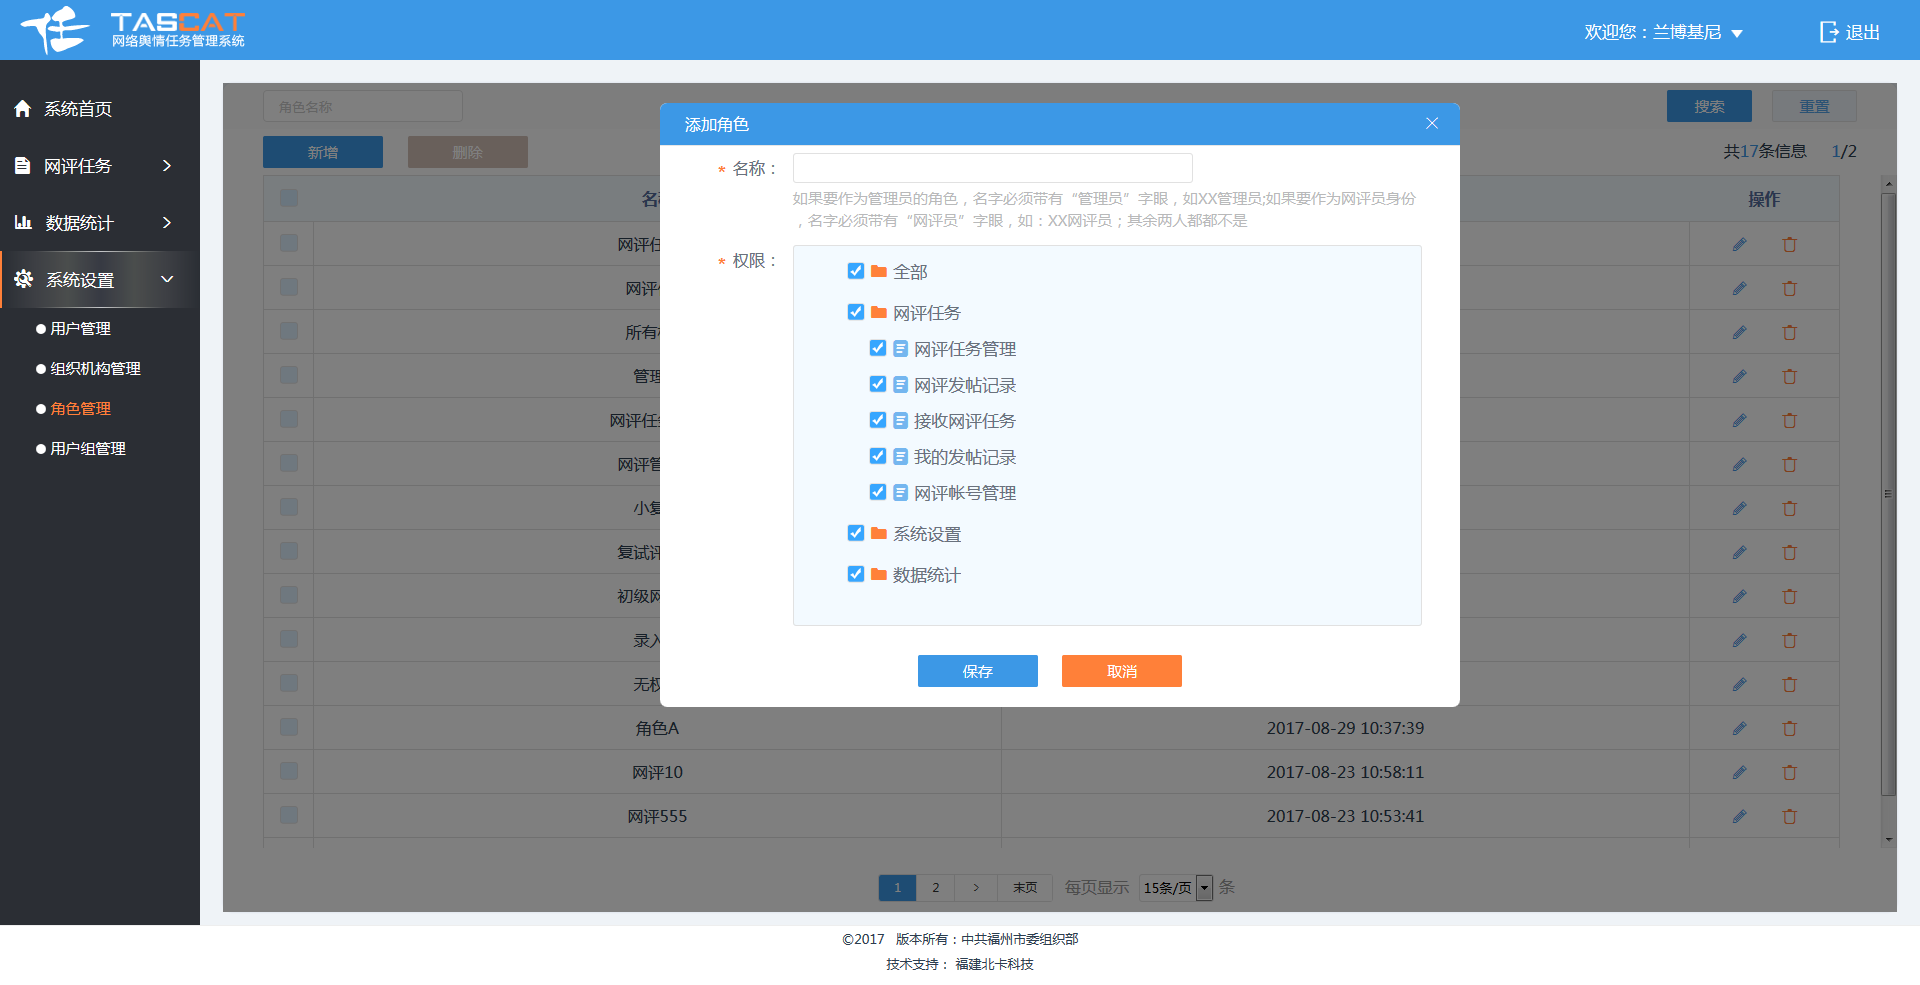 TASCAT
网络舆情任务管理系统
欢迎您：兰博基尼
退出
系统首页
网评任务
数据统计
系统设置
用户管理
组织机构管理
角色管理
用户组管理
角色名称
搜索
重置
新增
删除
共17条信息 1/2
操作
添加角色
* 名称：
如果要作为管理员的角色，名字必须带有“管理员”字眼，如XX管理员;如果要作为网评员身份
，名字必须带有“网评员”字眼，如：XX网评员；其余两人都都不是
* 权限：
全部
网评任务
网评任务管理
网评发帖记录
接收网评任务
我的发帖记录
网评帐号管理
系统设置
数据统计
保存
取消
网评
所有
管理
网评任
网评管
小复
复试评
初级网
录入
无权
角色A 2017-08-29 10:37:39
网评10 2017-08-23 10:58:11
网评555 2017-08-23 10:53:41
1 2 > 末页 每页显示 15条/页 条
©2017 版本所有：中共福州市委组织部
技术支持： 福建北卡科技